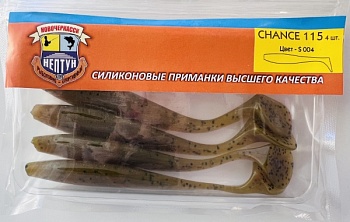 НОВОЧЕРКАССК
НЕПТУН
CHANCE 115 4 шт.
Цвет - S 004
СИЛИКОНОВЫЕ ПРИМАНКИ ВЫСШЕГО КАЧЕСТВА